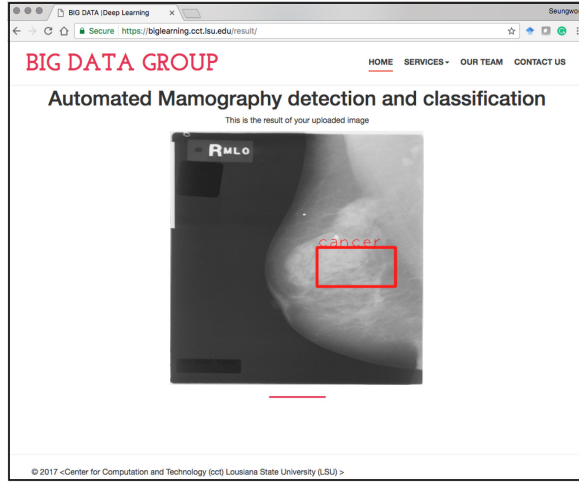 BIG DATA |Deep Learning
Seungwo
Secure https://biglearning.cct.lsu.edu/result/
BIG DATA GROUP
HOME SERVICES OUR TEAM CONTACT US
Automated Mamography detection and classification
This is the result of your uploaded image
RMLO
cancer
© 2017 <Center for Computation and Technology (cct) Lousiana State University (LSU) >